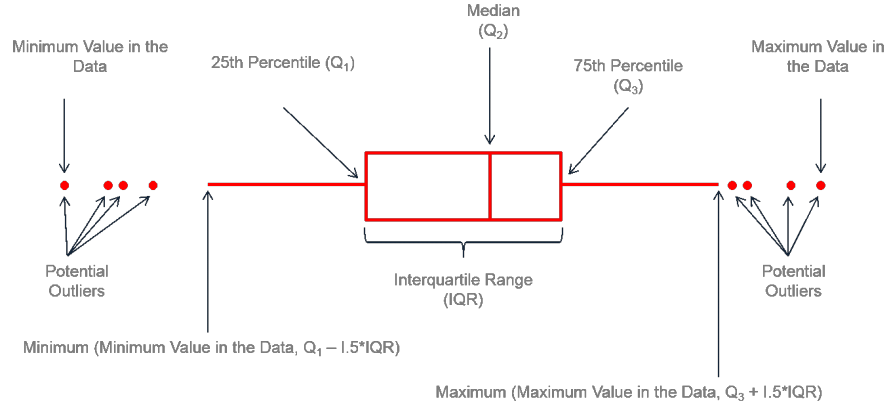 Median
(Q₂)
Minimum Value in the
Data
25th Percentile (Q₁)
75th Percentile
(Q₃)
Maximum Value in
the Data
Potential
Outliers
Interquartile Range
(IQR)
Potential
Outliers
Minimum (Minimum Value in the Data, Q₁ – I.5*IQR)
Maximum (Maximum Value in the Data, Q₃ + I.5*IQR)